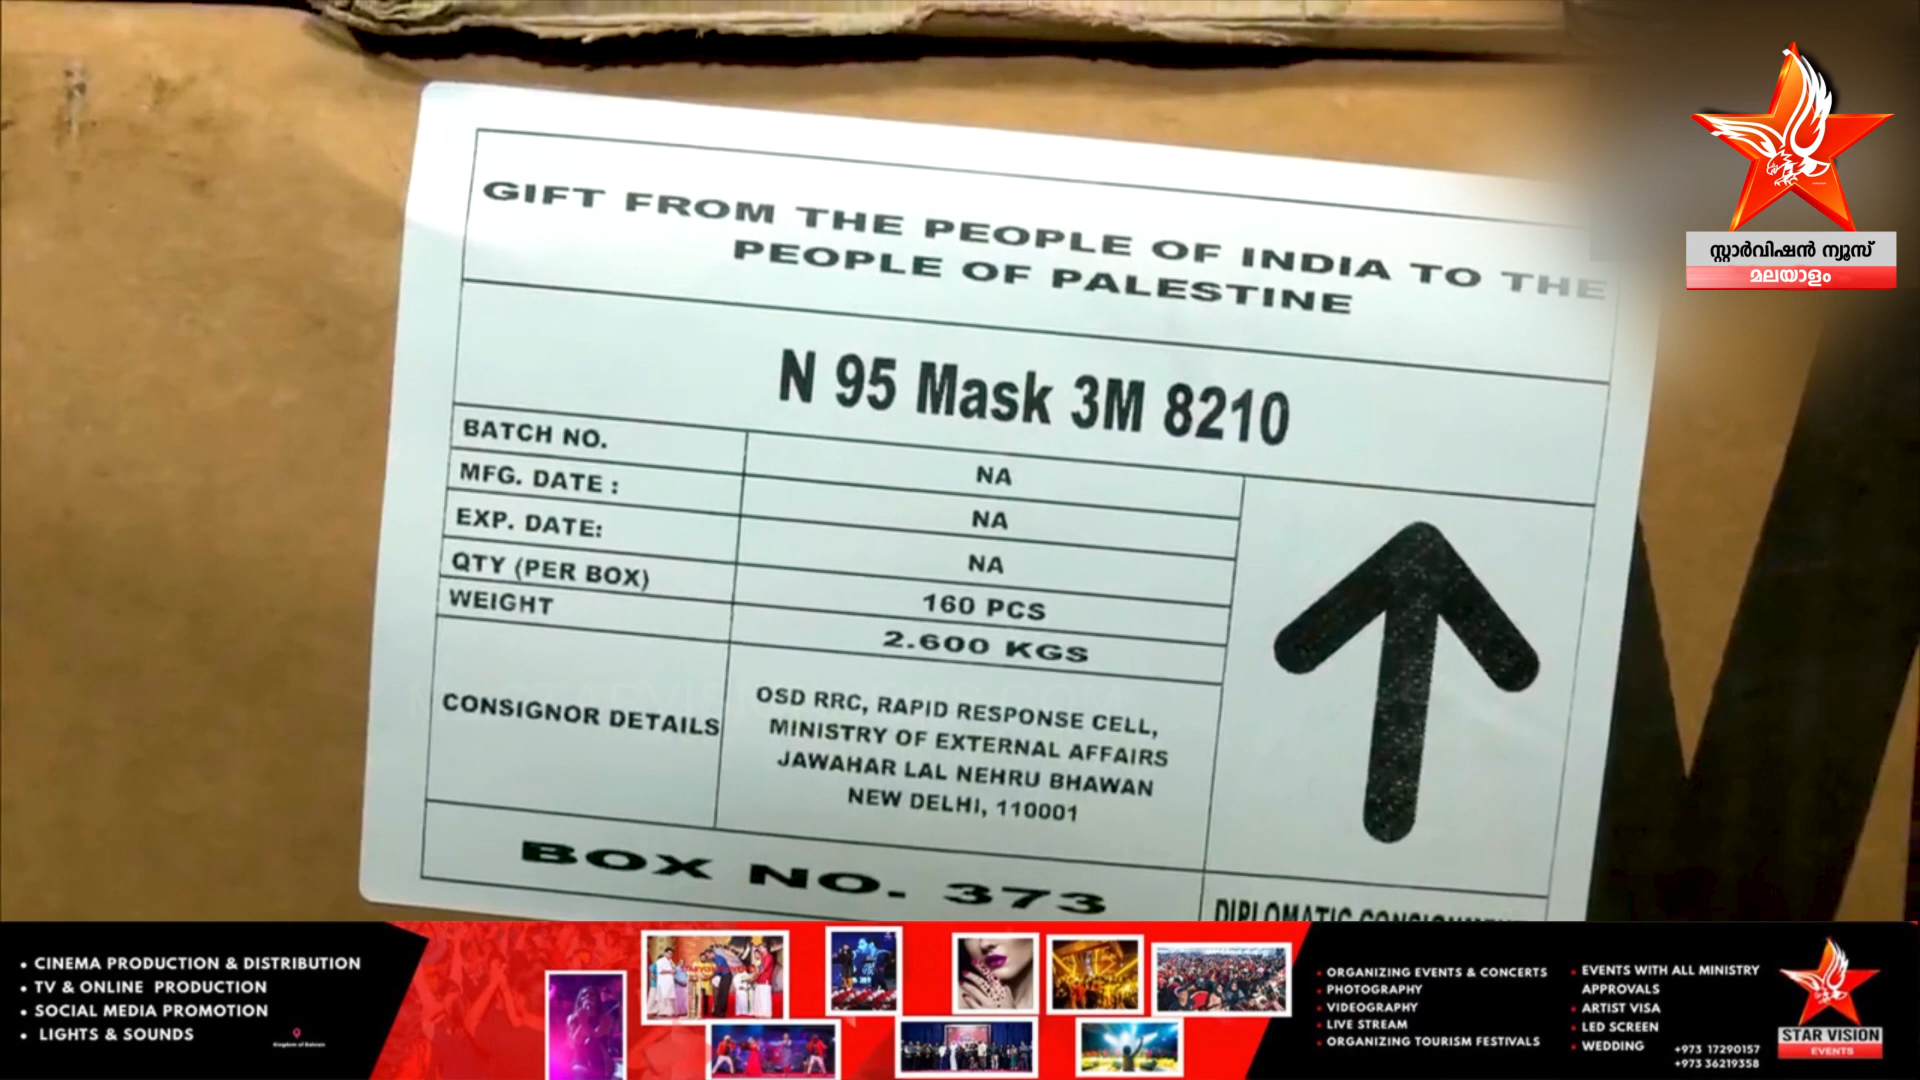 GIFT FROM THE PEOPLE OF INDIA TO THE
PEOPLE OF PALESTINE
N 95 Mask 3M 8210
BATCH NO.
NA
MFG. DATE :
NA
EXP. DATE:
NA
QTY (PER BOX)
160 PCS
WEIGHT
2.600 KGS
CONSIGNOR DETAILS
OSD RRC, RAPID RESPONSE CELL,
MINISTRY OF EXTERNAL AFFAIRS
JAWAHAR LAL NEHRU BHAWAN
NEW DELHI, 110001
BOX NO. 373
DIPLOMATIC
സ്റ്റാർവിഷൻ ന്യൂസ്
മലയാളം
• CINEMA PRODUCTION & DISTRIBUTION
• TV & ONLINE PRODUCTION
• SOCIAL MEDIA PROMOTION
• LIGHTS & SOUNDS
Kingdom of Bahrain
• ORGANIZING EVENTS & CONCERTS
• PHOTOGRAPHY
• VIDEOGRAPHY
• LIVE STREAM
• ORGANIZING TOURISM FESTIVALS
• EVENTS WITH ALL MINISTRY
APPROVALS
• ARTIST VISA
• LED SCREEN
• WEDDING
+973 17290157
+973 36219358
STAR VISION
EVENTS